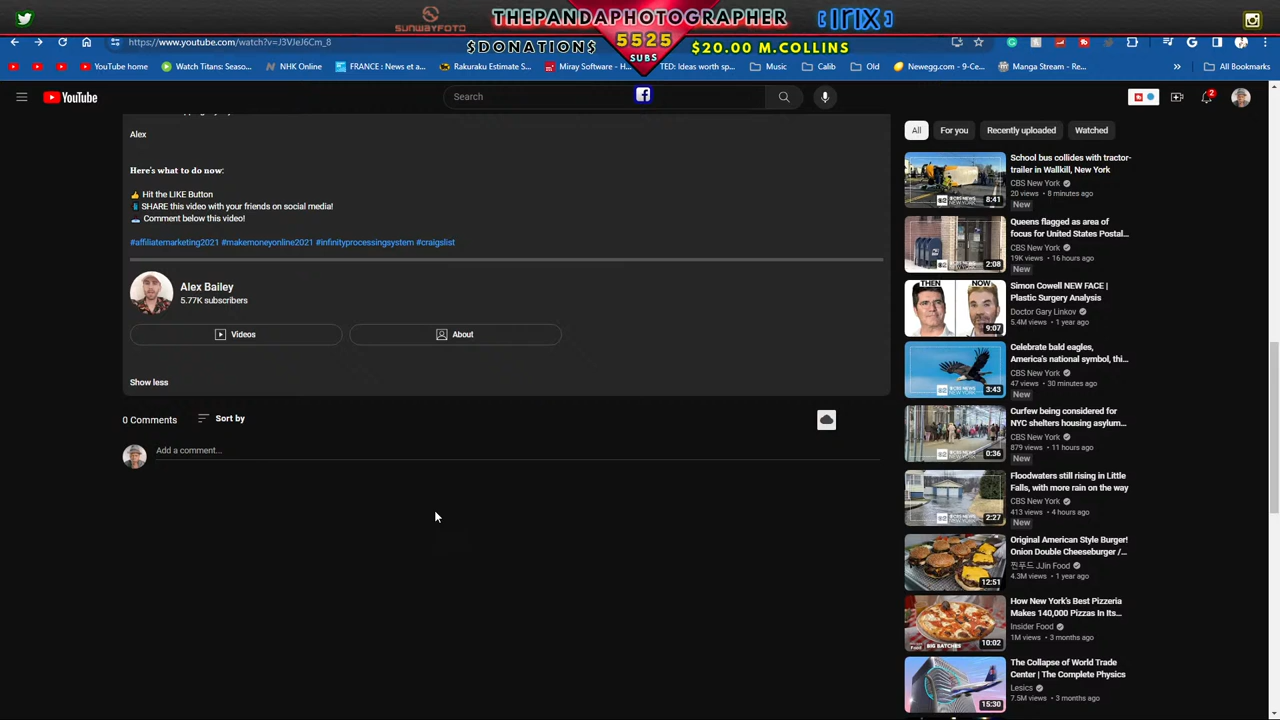 SUNWAYFOTO
THEPANDAPHOTOGRAPHER
IRIX
$DONATIONS$
5525
SUBS
$20.00 M.COLLINS
https://www.youtube.com/watch?v=J3VJeJ6Cm_8
YouTube home
Watch Titans: Seaso...
NHK Online
FRANCE : News et a...
Rakuraku Estimate S...
Miray Software - H...
TED: Ideas worth sp...
Music
Calib
Old
Newegg.com - 9-Ce...
Manga Stream - Re...
»
All Bookmarks
YouTube
Search
2
Alex
Here's what to do now:
👍 Hit the LIKE Button
SHARE this video with your friends on social media!
Comment below this video!
#affiliatemarketing2021 #makemoneyonline2021 #infinityprocessingsystem #craigslist
Alex Bailey
5.77K subscribers
Videos
About
Show less
0 Comments
Sort by
Add a comment...
All
For you
Recently uploaded
Watched
School bus collides with tractor-
trailer in Wallkill, New York
CBS New York
20 views • 8 minutes ago
New
8:41
Queens flagged as area of
focus for United States Postal...
CBS New York
19K views • 16 hours ago
New
2:08
THEN
NOW
Simon Cowell NEW FACE |
Plastic Surgery Analysis
Doctor Gary Linkov
5.4M views • 1 year ago
9:07
Celebrate bald eagles,
America's national symbol, thi...
CBS New York
47 views • 30 minutes ago
New
3:43
Curfew being considered for
NYC shelters housing asylum...
CBS New York
879 views • 11 hours ago
New
0:36
Floodwaters still rising in Little
Falls, with more rain on the way
CBS New York
413 views • 4 hours ago
New
2:27
Original American Style Burger!
Onion Double Cheeseburger /...
찐푸드 JJin Food
4.3M views • 1 year ago
12:51
How New York's Best Pizzeria
Makes 140,000 Pizzas In Its...
Insider Food
1M views • 3 months ago
BIG BATCHES
10:02
The Collapse of World Trade
Center | The Complete Physics
Lesics
7.5M views • 3 months ago
15:30